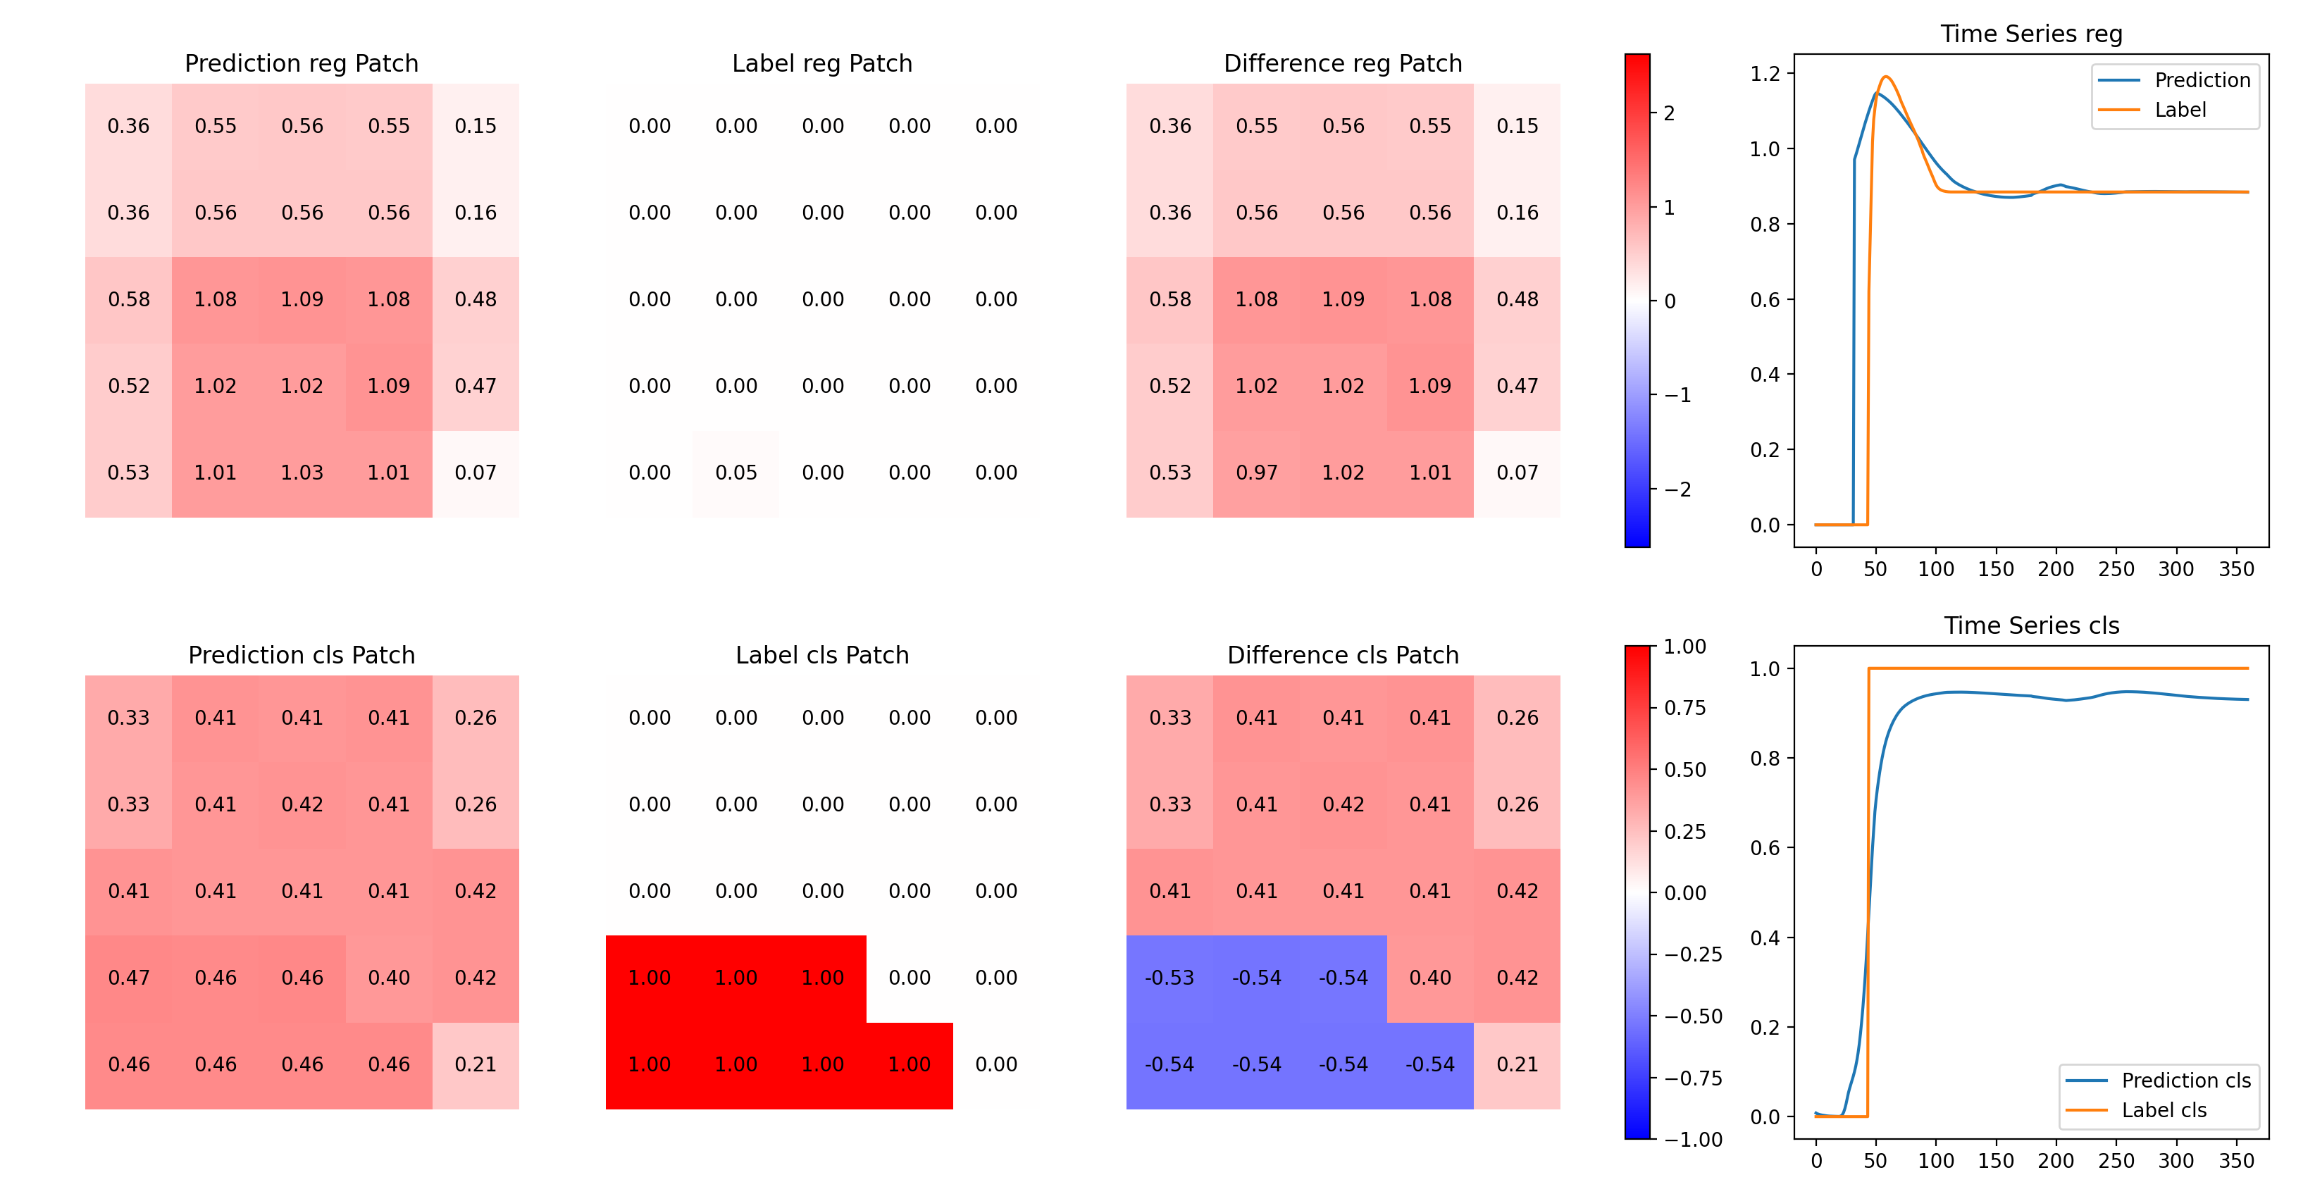 Prediction reg Patch
0.36 0.55 0.56 0.55 0.15
0.36 0.56 0.56 0.56 0.16
0.58 1.08 1.09 1.08 0.48
0.52 1.02 1.02 1.09 0.47
0.53 1.01 1.03 1.01 0.07
Label reg Patch
0.00 0.00 0.00 0.00 0.00
0.00 0.00 0.00 0.00 0.00
0.00 0.00 0.00 0.00 0.00
0.00 0.00 0.00 0.00 0.00
0.00 0.05 0.00 0.00 0.00
Difference reg Patch
0.36 0.55 0.56 0.55 0.15
0.36 0.56 0.56 0.56 0.16
0.58 1.08 1.09 1.08 0.48
0.52 1.02 1.02 1.09 0.47
0.53 0.97 1.02 1.01 0.07
2
1
0
−1
−2
Time Series reg
Prediction
Label
1.2
1.0
0.8
0.6
0.4
0.2
0.0
0 50 100 150 200 250 300 350
Prediction cls Patch
0.33 0.41 0.41 0.41 0.26
0.33 0.41 0.42 0.41 0.26
0.41 0.41 0.41 0.41 0.42
0.47 0.46 0.46 0.40 0.42
0.46 0.46 0.46 0.46 0.21
Label cls Patch
0.00 0.00 0.00 0.00 0.00
0.00 0.00 0.00 0.00 0.00
0.00 0.00 0.00 0.00 0.00
1.00 1.00 1.00 0.00 0.00
1.00 1.00 1.00 1.00 0.00
Difference cls Patch
0.33 0.41 0.41 0.41 0.26
0.33 0.41 0.42 0.41 0.26
0.41 0.41 0.41 0.41 0.42
-0.53 -0.54 -0.54 0.40 0.42
-0.54 -0.54 -0.54 -0.54 0.21
1.00
0.75
0.50
0.25
0.00
−0.25
−0.50
−0.75
−1.00
Time Series cls
1.0
0.8
0.6
0.4
0.2
0.0
Prediction cls
Label cls
0 50 100 150 200 250 300 350